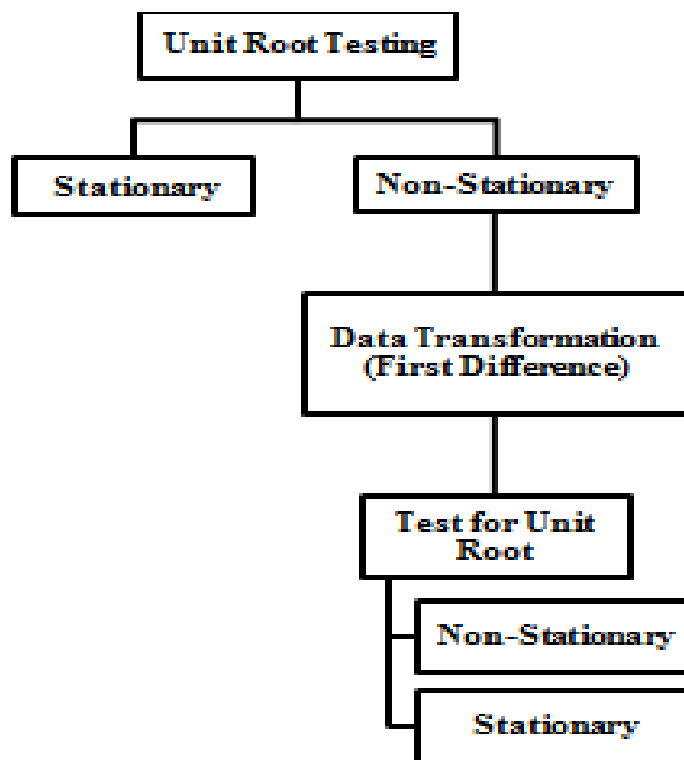 Unit Root Testing
Stationary
Non-Stationary
Data Transformation
(First Difference)
Test for Unit
Root
Non-Stationary
Stationary